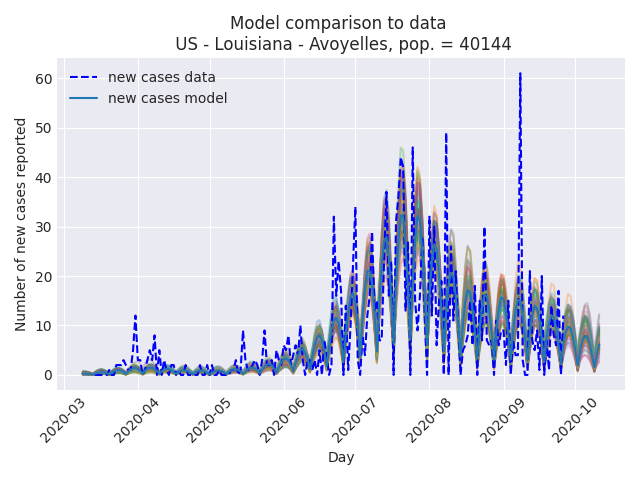 Model comparison to data
US - Louisiana - Avoyelles, pop. = 40144
new cases data
new cases model
Number of new cases reported
60
50
40
30
20
10
0
2020-03
2020-04
2020-05
2020-06
2020-07
2020-08
2020-09
2020-10
Day